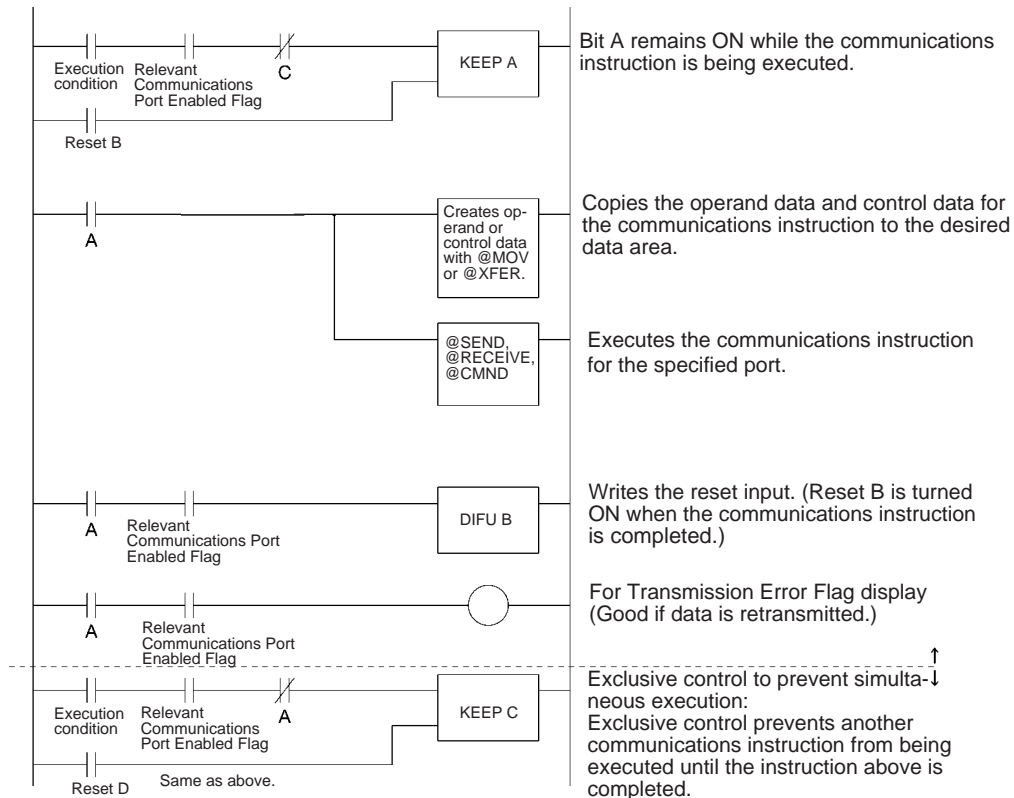 Execution
condition
Relevant
Communications
Port Enabled Flag
C
KEEP A
Bit A remains ON while the communications
instruction is being executed.
Reset B
A
Creates op-
erand or
control data
with @MOV
or @XFER.
Copies the operand data and control data for
the communications instruction to the desired
data area.
@SEND,
@RECEIVE,
@CMND
Executes the communications instruction
for the specified port.
A
Relevant
Communications Port
Enabled Flag
DIFU B
Writes the reset input. (Reset B is turned
ON when the communications instruction
is completed.)
A
Relevant
Communications Port
Enabled Flag
For Transmission Error Flag display
(Good if data is retransmitted.)
↑
↓
Execution
condition
Relevant
Communications
Port Enabled Flag
A
KEEP C
Exclusive control to prevent simulta-
neous execution:
Exclusive control prevents another
communications instruction from being
executed until the instruction above is
completed.
Reset D
Same as above.